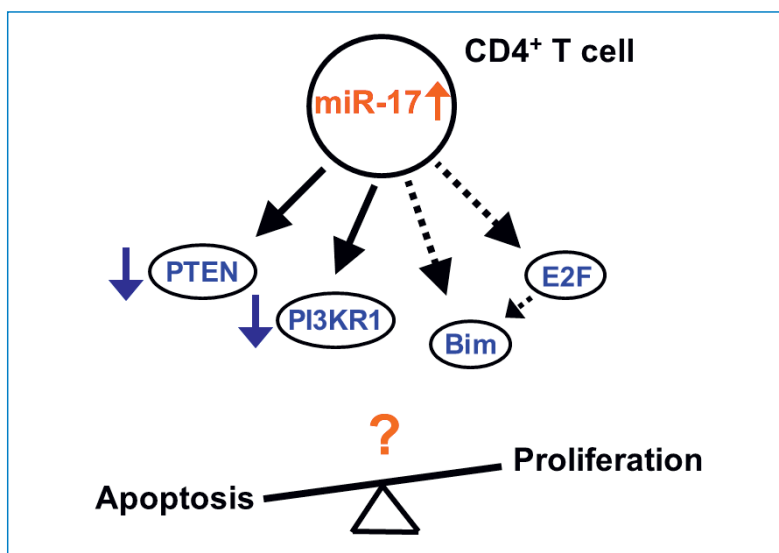 CD4⁺ T cell
miR-17
PTEN
E2F
PI3KR1
Bim
?
Proliferation
Apoptosis